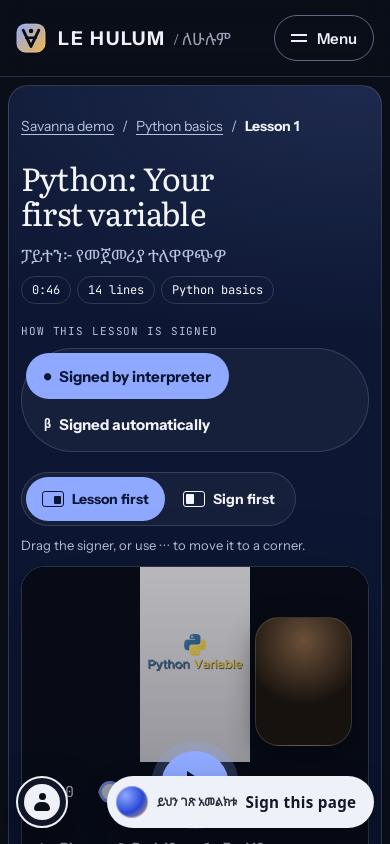 LE HULUM / ለሁሉም
Menu
Savanna demo / Python basics / Lesson 1
Python: Your
first variable
ፓይተን፦ የመጀመሪያ ተለዋዋጭዎ
0:46 14 lines Python basics
HOW THIS LESSON IS SIGNED
Signed by interpreter
β Signed automatically
Lesson first Sign first
Drag the signer, or use ··· to move it to a corner.
Python Variable
ይህን ገጽ አመልክቱ Sign this page